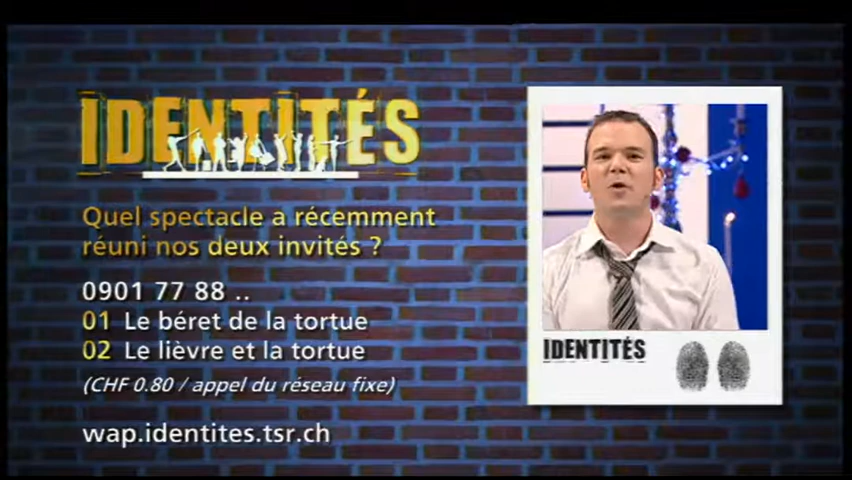 IDENTITÉS
Quel spectacle a récemment
réuni nos deux invités ?
0901 77 88 ..
01 Le béret de la tortue
02 Le lièvre et la tortue
(CHF 0.80 / appel du réseau fixe)
wap.identites.tsr.ch
IDENTITÉS